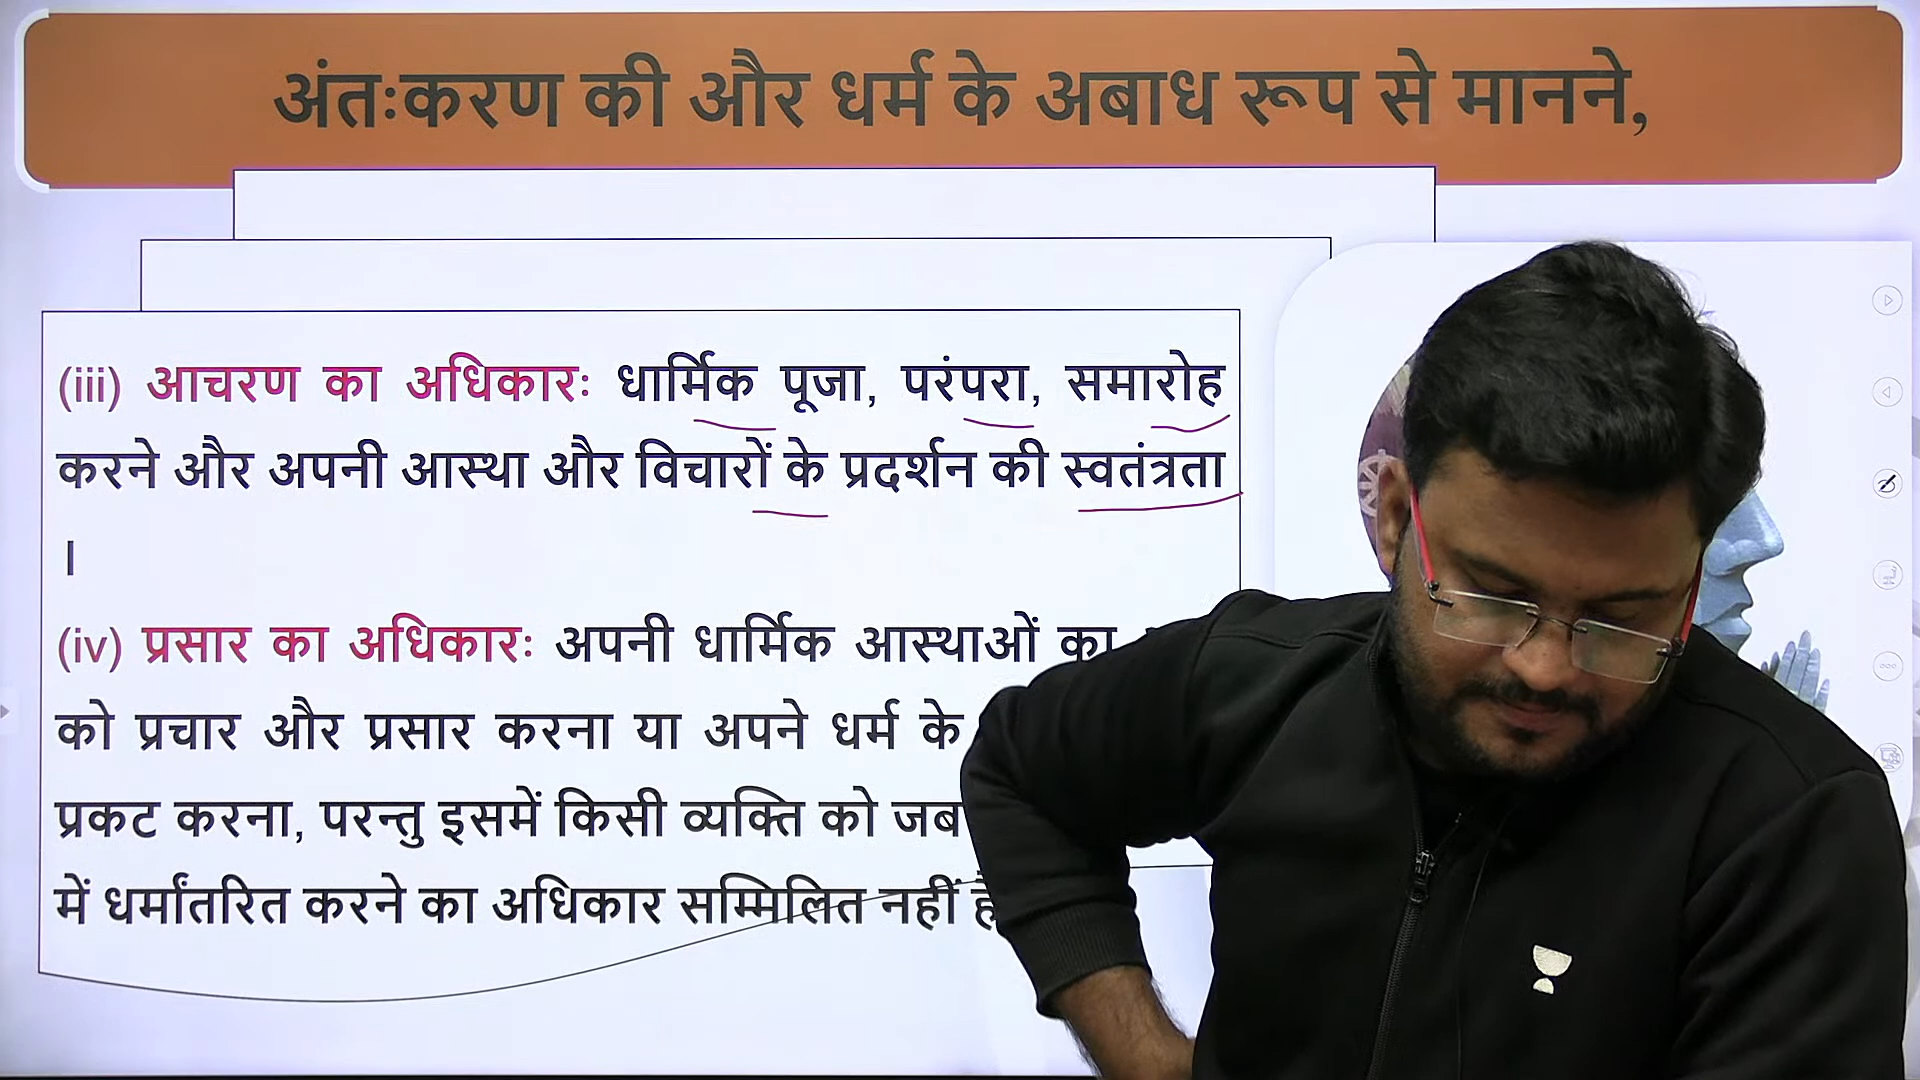 अंतःकरण की और धर्म के अबाध रूप से मानने,
(iii) आचरण का अधिकारः धार्मिक पूजा, परंपरा, समारोह
करने और अपनी आस्था और विचारों के प्रदर्शन की स्वतंत्रता
।
(iv) प्रसार का अधिकारः अपनी धार्मिक आस्थाओं का
को प्रचार और प्रसार करना या अपने धर्म के
प्रकट करना, परन्तु इसमें किसी व्यक्ति को
में धर्मांतरित करने का अधिकार सम्मिलित नहीं